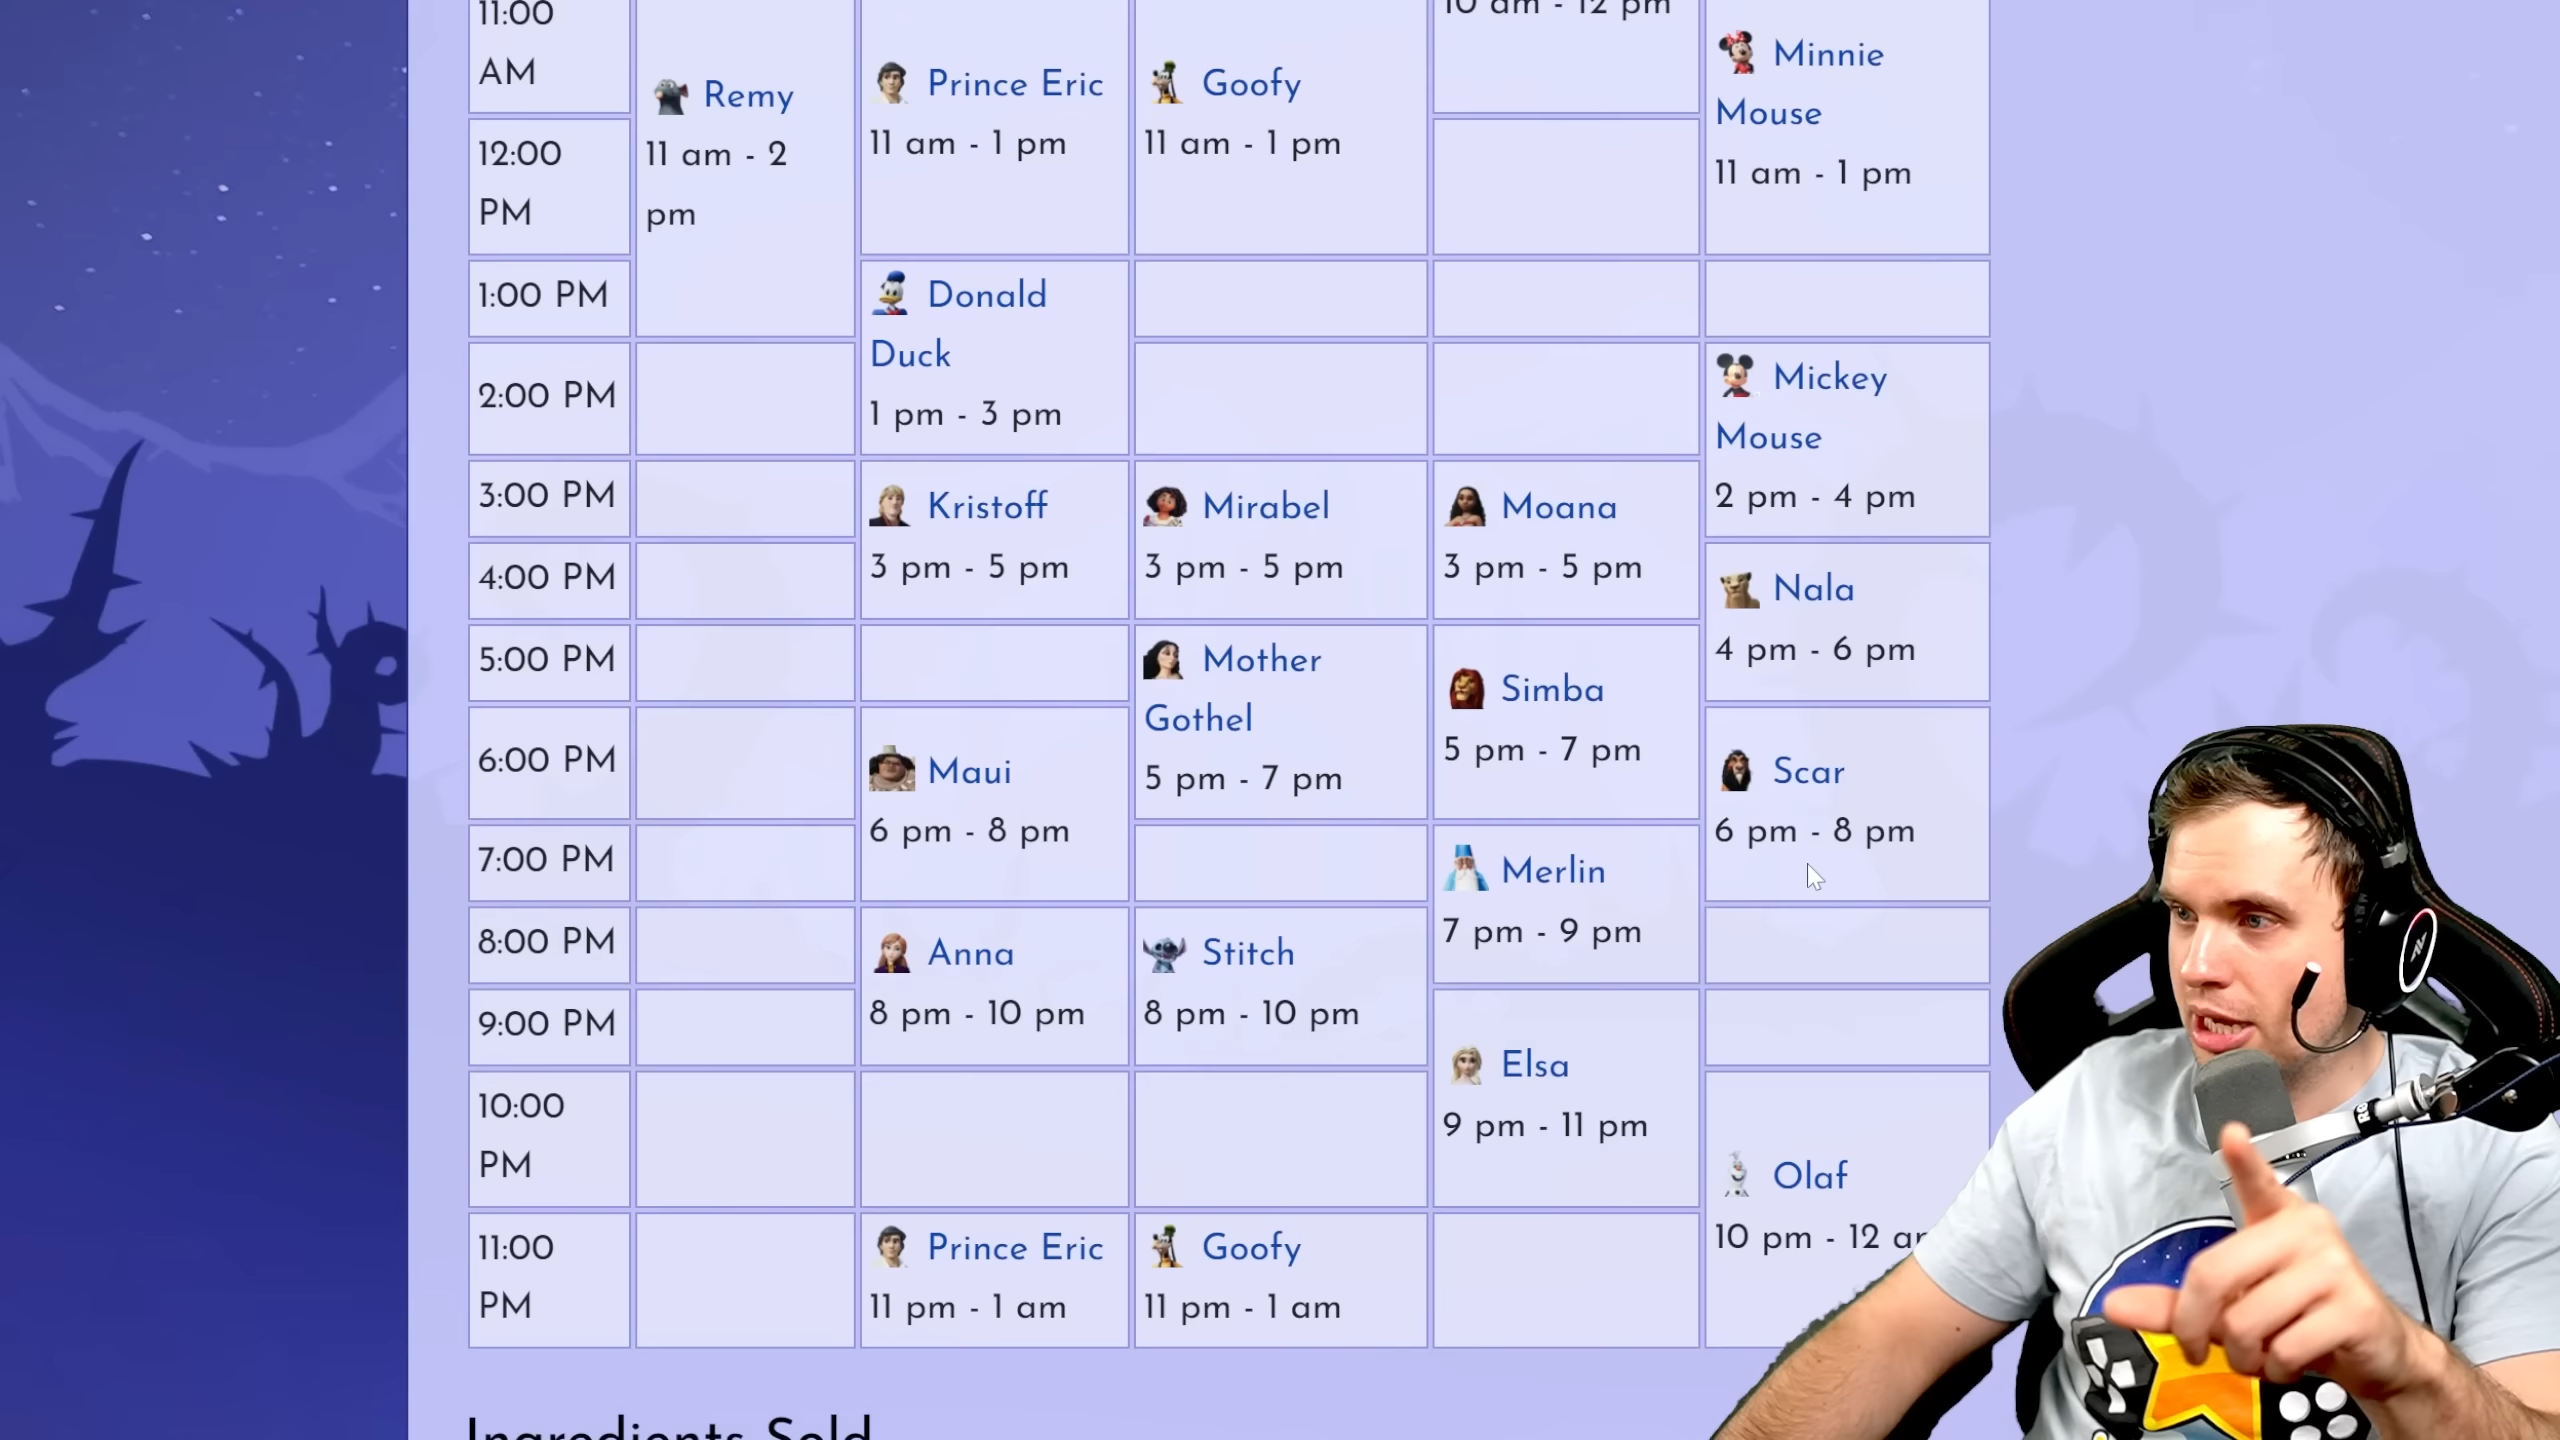 11:00
AM
10 am - 12 pm
Minnie
Mouse
11 am - 1 pm
Remy
11 am - 2
pm
Prince Eric
11 am - 1 pm
Goofy
11 am - 1 pm
12:00
PM
1:00 PM
Donald
Duck
1 pm - 3 pm
2:00 PM
Mickey
Mouse
2 pm - 4 pm
3:00 PM
Kristoff
3 pm - 5 pm
Mirabel
3 pm - 5 pm
Moana
3 pm - 5 pm
4:00 PM
Nala
4 pm - 6 pm
5:00 PM
Mother
Gothel
5 pm - 7 pm
Simba
5 pm - 7 pm
6:00 PM
Maui
6 pm - 8 pm
Scar
6 pm - 8 pm
7:00 PM
Merlin
7 pm - 9 pm
8:00 PM
Anna
8 pm - 10 pm
Stitch
8 pm - 10 pm
9:00 PM
Elsa
9 pm - 11 pm
10:00
PM
Olaf
10 pm - 12
11:00
PM
Prince Eric
11 pm - 1 am
Goofy
11 pm - 1 am
Ingredients Sold